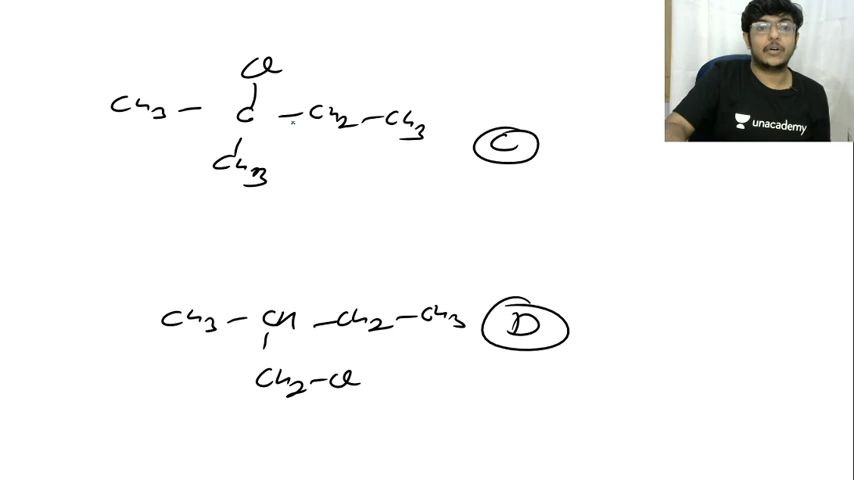 Cl
CH3 - C - CH2 - CH3
CH3
C
CH3 - CH - CH2 - CH3
D
CH2 - Cl
unacademy